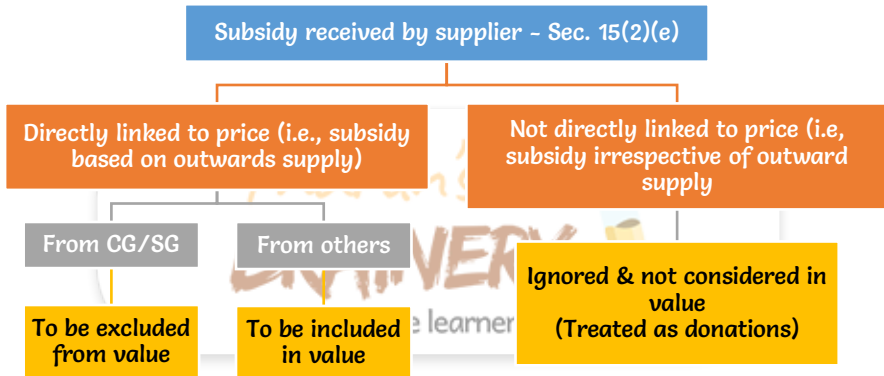 Subsidy received by supplier - Sec. 15(2)(e)
Directly linked to price (i.e., subsidy
based on outwards supply)
Not directly linked to price (i.e,
subsidy irrespective of outward
supply
From CG/SG
From others
To be excluded
from value
To be included
in value
Ignored & not considered in
value
(Treated as donations)
e learner